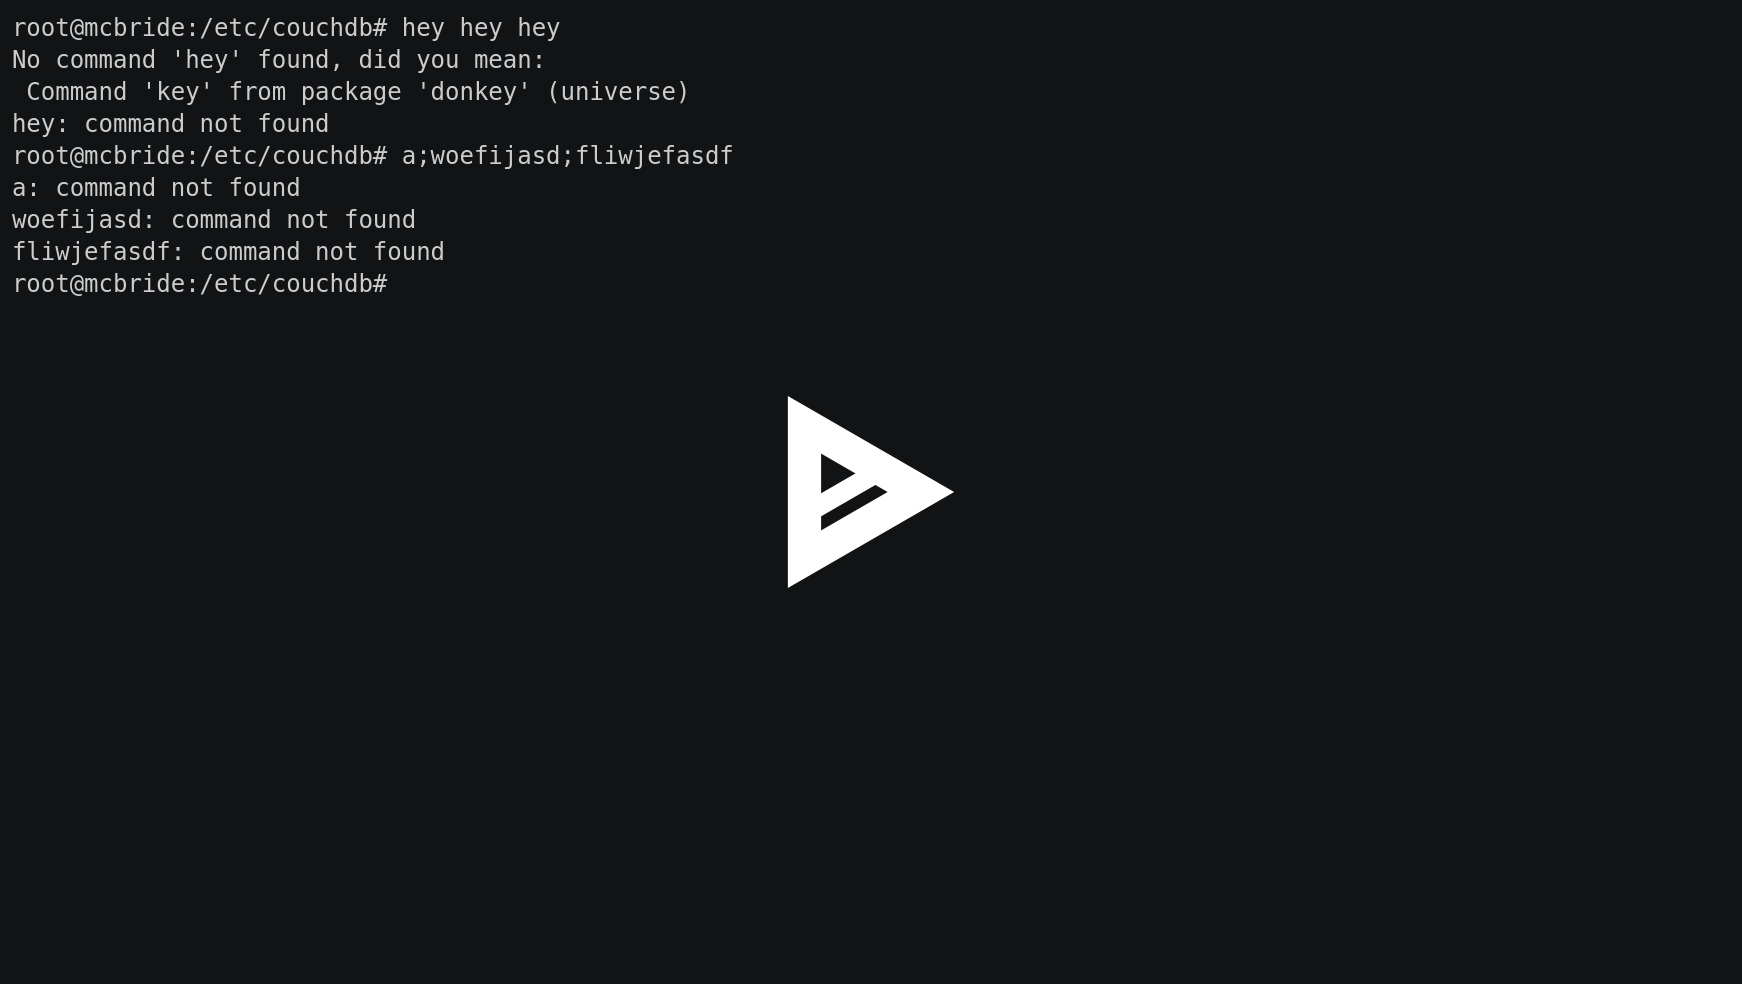 root@mcbride:/etc/couchdb# hey hey hey
No command 'hey' found, did you mean:
 Command 'key' from package 'donkey' (universe)
hey: command not found
root@mcbride:/etc/couchdb# a;woefijasd;fliwjefasdf
a: command not found
woefijasd: command not found
fliwjefasdf: command not found
root@mcbride:/etc/couchdb#